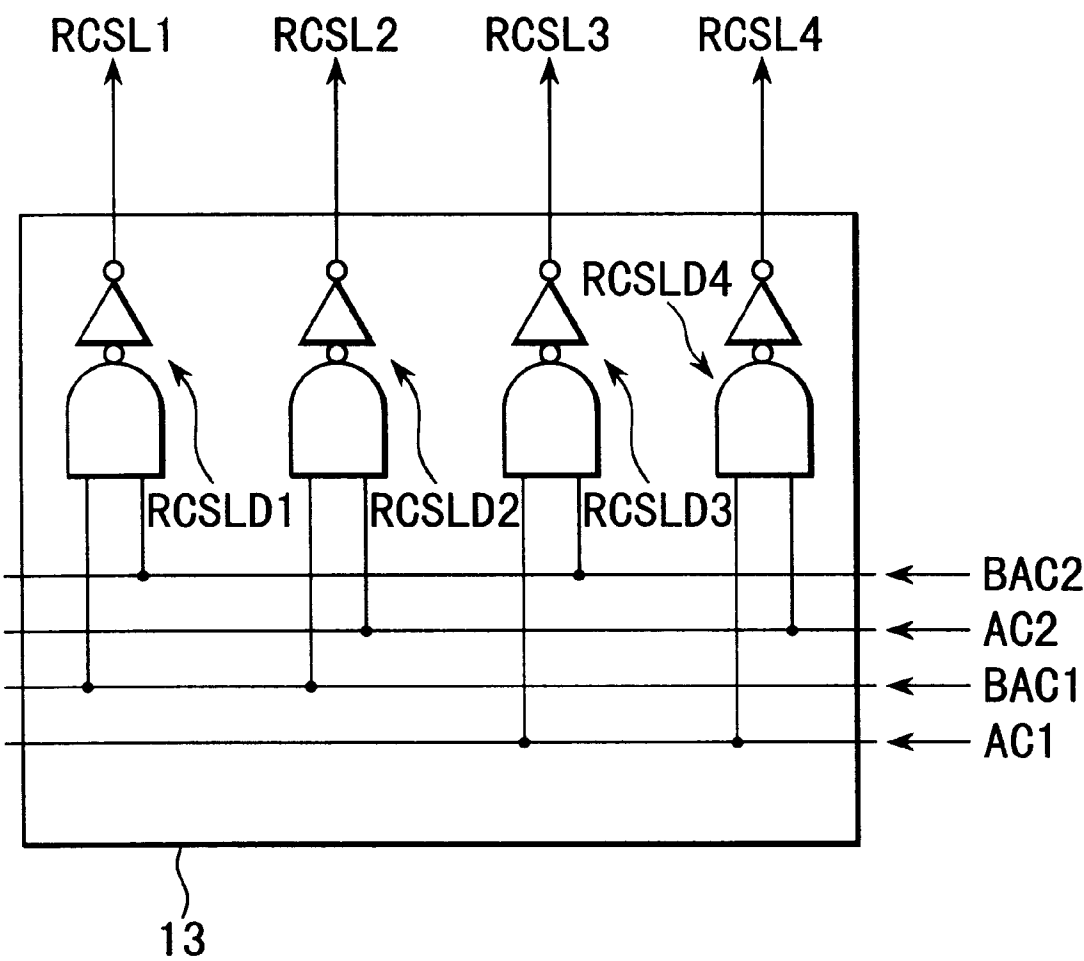 RCSL1 RCSL2 RCSL3 RCSL4
RCSLD4
RCSLD1 RCSLD2 RCSLD3
BAC2
AC2
BAC1
AC1
13